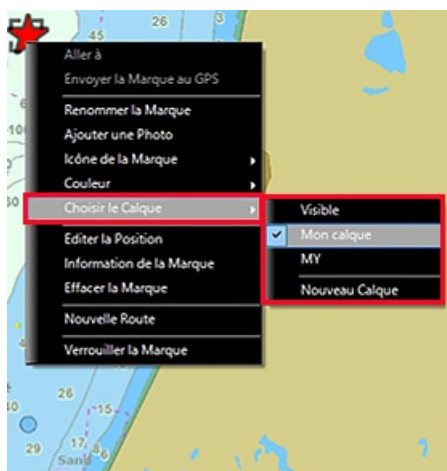 26
3
45
Aller à
Envoyer la Marque au GPS
Renommer la Marque
Ajouter une Photo
Icône de la Marque
Couleur
Choisir le Calque
Visible
Mon calque
MY
Nouveau Calque
Editer la Position
Information de la Marque
Effacer la Marque
Nouvelle Route
Verrouiller la Marque
26
15
29
17
86
Sand